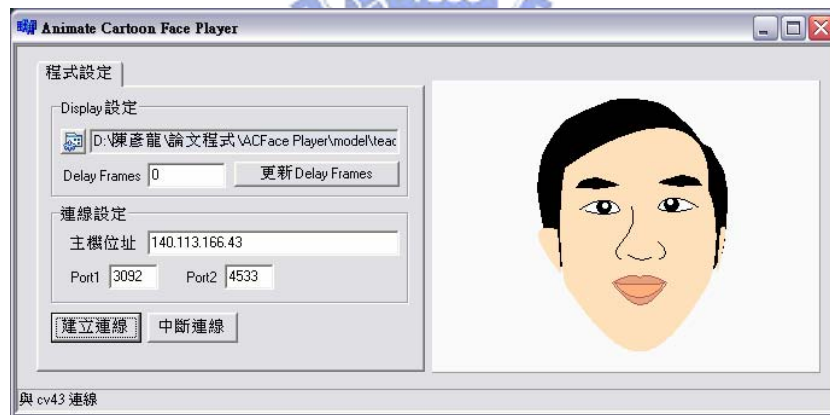 Animate Cartoon Face Player
程式設定
Display 設定
D:\陳彥龍\論文程式\ACFace Player\model\teac
Delay Frames 0 更新 Delay Frames
連線設定
主機位址 140.113.166.43
Port1 3092 Port2 4533
建立連線 中斷連線
與 cv43 連線